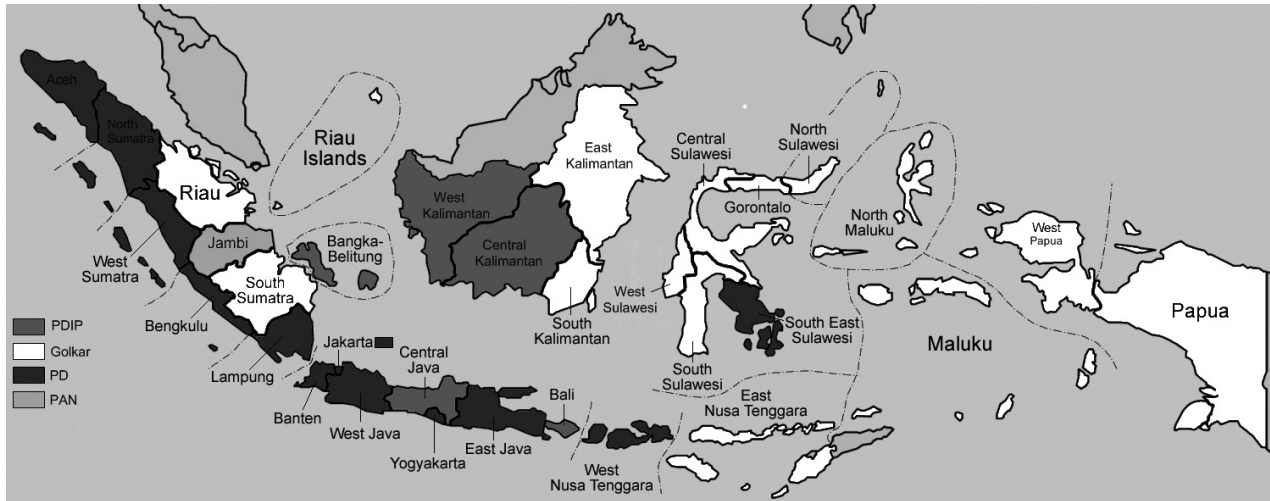 Aceh
North
Sumatra
Riau
Islands
Riau
Jambi
Bangka-
Belitung
West
Sumatra
South
Sumatra
Bengkulu
Lampung
PDIP
Golkar
PD
PAN
Jakarta
Banten
West Java
Central
Java
Yogyakarta
East Java
Bali
West
Nusa Tenggara
East
Nusa Tenggara
West
Kalimantan
Central
Kalimantan
East
Kalimantan
South
Kalimantan
Central
Sulawesi
North
Sulawesi
Gorontalo
West
Sulawesi
South
Sulawesi
South East
Sulawesi
North
Maluku
Maluku
West
Papua
Papua